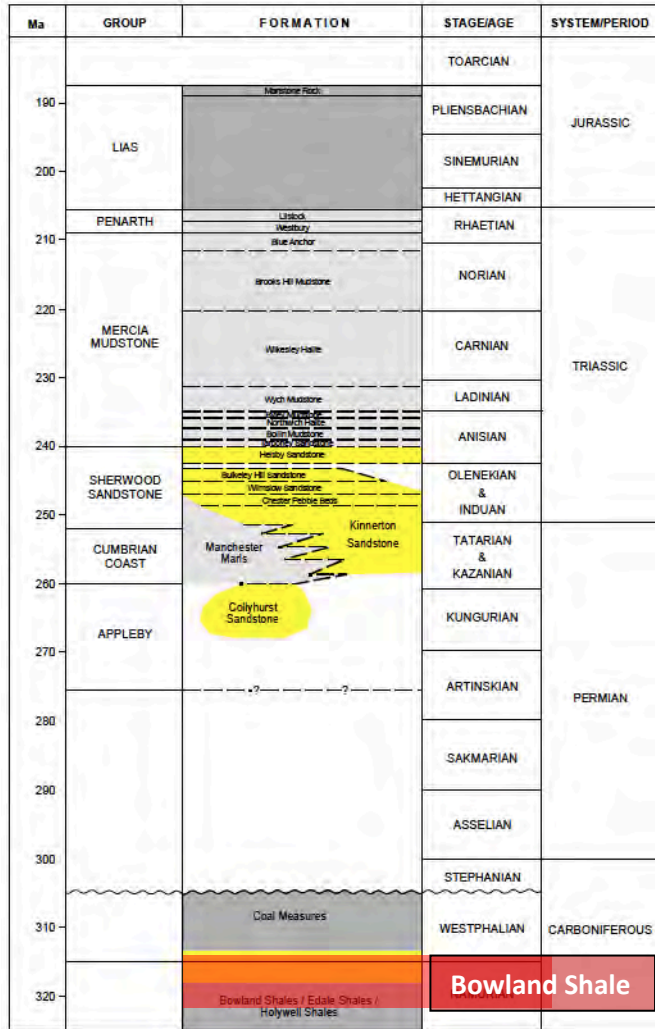 Ma GROUP FORMATION STAGE/AGE SYSTEM/PERIOD
TOARCIAN
Marlstone Rock
190
PLIENSBACHIAN
JURASSIC
LIAS
SINEMURIAN
200
HETTANGIAN
Lilstock
PENARTH
RHAETIAN
Westbury
210
Blue Anchor
NORIAN
Brooks Hill Mudstone
220
MERCIA
MUDSTONE
Wilkesley Halite
CARNIAN
TRIASSIC
230
LADINIAN
Wych Mudstone
Northwich Halite
ANISIAN
Bollin Mudstone
240
Helsby Sandstone
SHERWOOD
SANDSTONE
Bulkeley Hill Sandstone
OLENEKIAN
&
INDUAN
Wilmslow Sandstone
Chester Pebble Beds
250
Kinnerton
Sandstone
TATARIAN
&
KAZANIAN
CUMBRIAN
COAST
Manchester
Marls
260
Collyhurst
Sandstone
KUNGURIAN
APPLEBY
270
ARTINSKIAN
? ?
PERMIAN
280
SAKMARIAN
290
ASSELIAN
300
STEPHANIAN
Coal Measures
310
WESTPHALIAN
CARBONIFEROUS
Bowland Shale
320
Bowland Shales / Edale Shales /
Holywell Shales